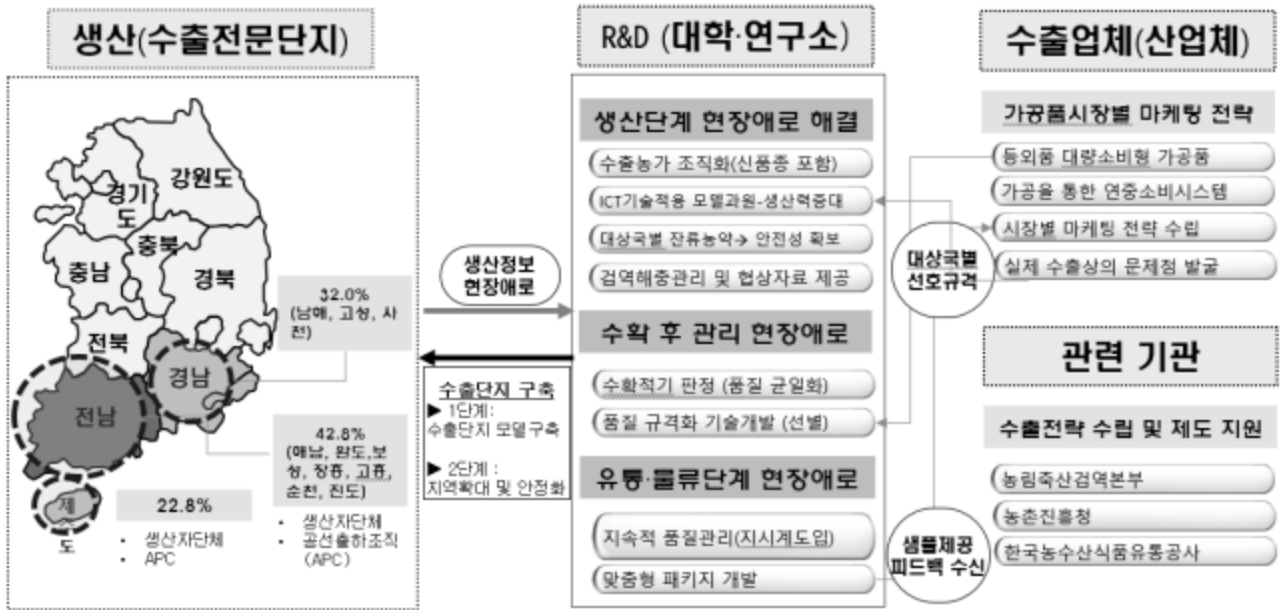 생산(수출전문단지)
강원도
경기
도
충북
충남
경북
전북
경남
전남
제
도
32.0%
(남해, 고성, 사
천)
42.8%
(해남, 완도, 보
성, 장흥, 고흥,
순천, 진도)
• 생산자단체
• 공선출하조직
(APC)
22.8%
• 생산자단체
• APC
생산정보
현장애로
수출단지 구축
▶ 1단계:
수출단지 모델구축
▶ 2단계 :
지역확대 및 안정화
R&D (대학·연구소)
생산단계 현장애로 해결
수출농가 조직화(신품종 포함)
ICT기술적용 모델과원-생산력증대
대상국별 잔류농약→ 안전성 확보
검역해충관리 및 협상자료 제공
수확 후 관리 현장애로
수확적기 판정 (품질 균일화)
품질 규격화 기술개발 (선별)
유통·물류단계 현장애로
지속적 품질관리(지시계도입)
맞춤형 패키지 개발
대상국별
선호규격
샘플제공
피드백 수신
수출업체(산업체)
가공품시장별 마케팅 전략
등외품 대량소비형 가공품
가공을 통한 연중소비시스템
시장별 마케팅 전략 수립
실제 수출상의 문제점 발굴
관련 기관
수출전략 수립 및 제도 지원
농림축산검역본부
농촌진흥청
한국농수산식품유통공사